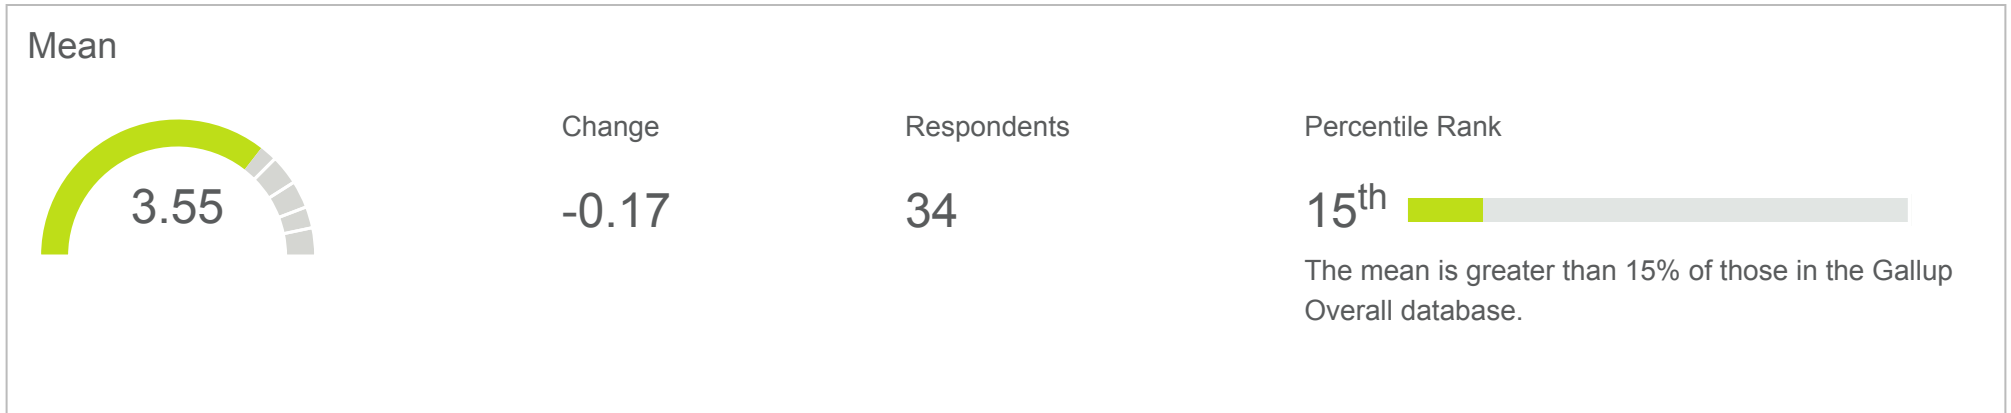 Mean
Change
Respondents
Percentile Rank
3.55
-0.17
34
15th
The mean is greater than 15% of those in the Gallup
Overall database.